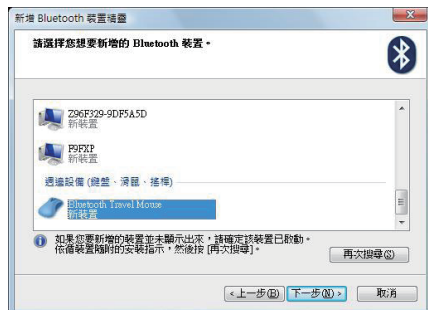 新增 Bluetooth 裝置精靈
請選擇您想要新增的 Bluetooth 裝置。
Z96F329-9DF5A5D
新裝置
F9FXP
新裝置
週邊設備 (鍵盤、滑鼠、搖桿)
Bluetooth Travel Mouse
新裝置
如果您要新增的裝置並未顯示出來，請確定該裝置已啟動。
依循裝置隨附的安裝指示，然後按 [再次搜尋]。
再次搜尋(S)
<上一步(B) 下一步(N)> 取消